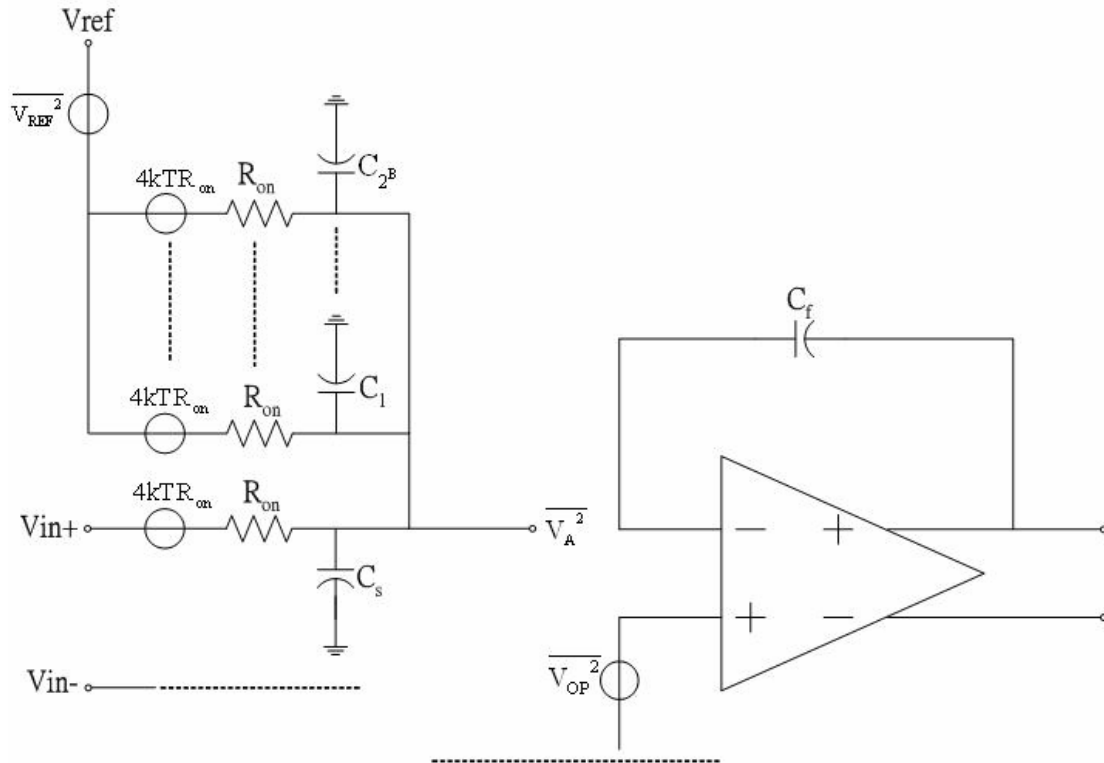 Vref
V_REF^2
4kTR_on
R_on
C_2^B
4kTR_on
R_on
C_1
4kTR_on
R_on
Vin+
V_A^2
C_s
Vin-
C_f
− +
+ −
V_OP^2